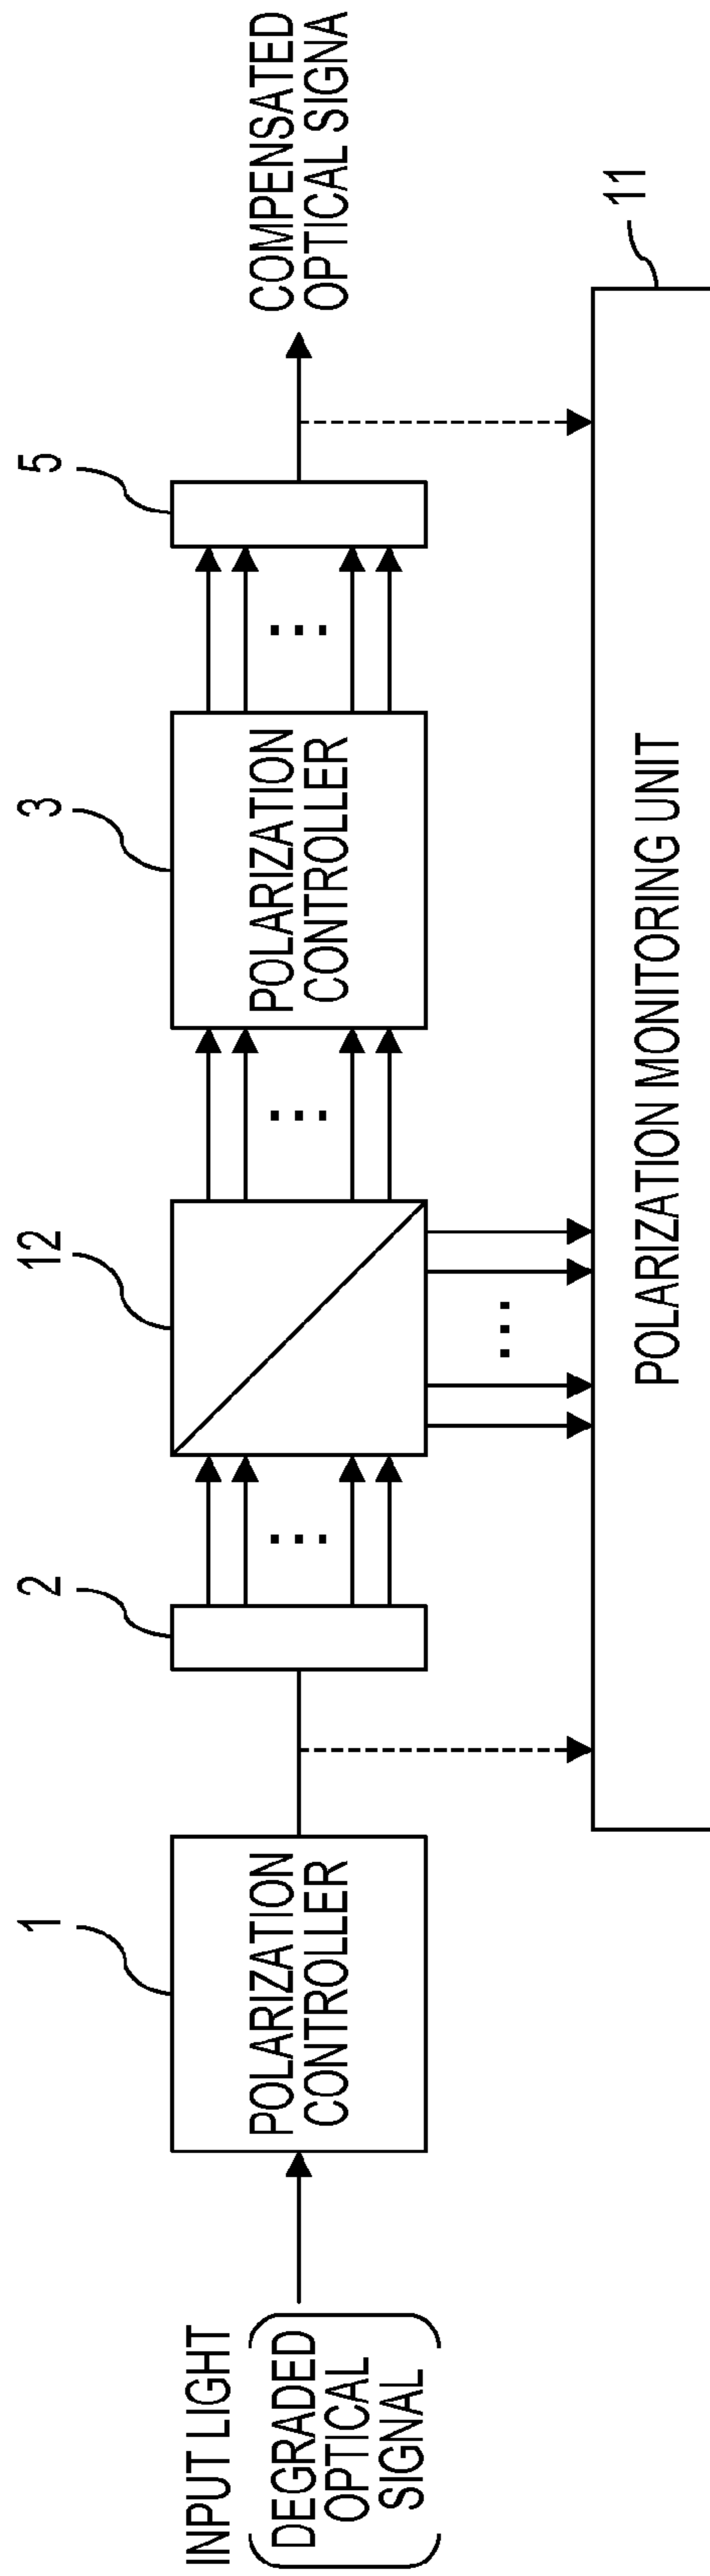 INPUT LIGHT
DEGRADED
OPTICAL
SIGNAL
1
POLARIZATION
CONTROLLER
2
12
3
POLARIZATION
CONTROLLER
5
COMPENSATED
OPTICAL SIGNA
11
POLARIZATION MONITORING UNIT